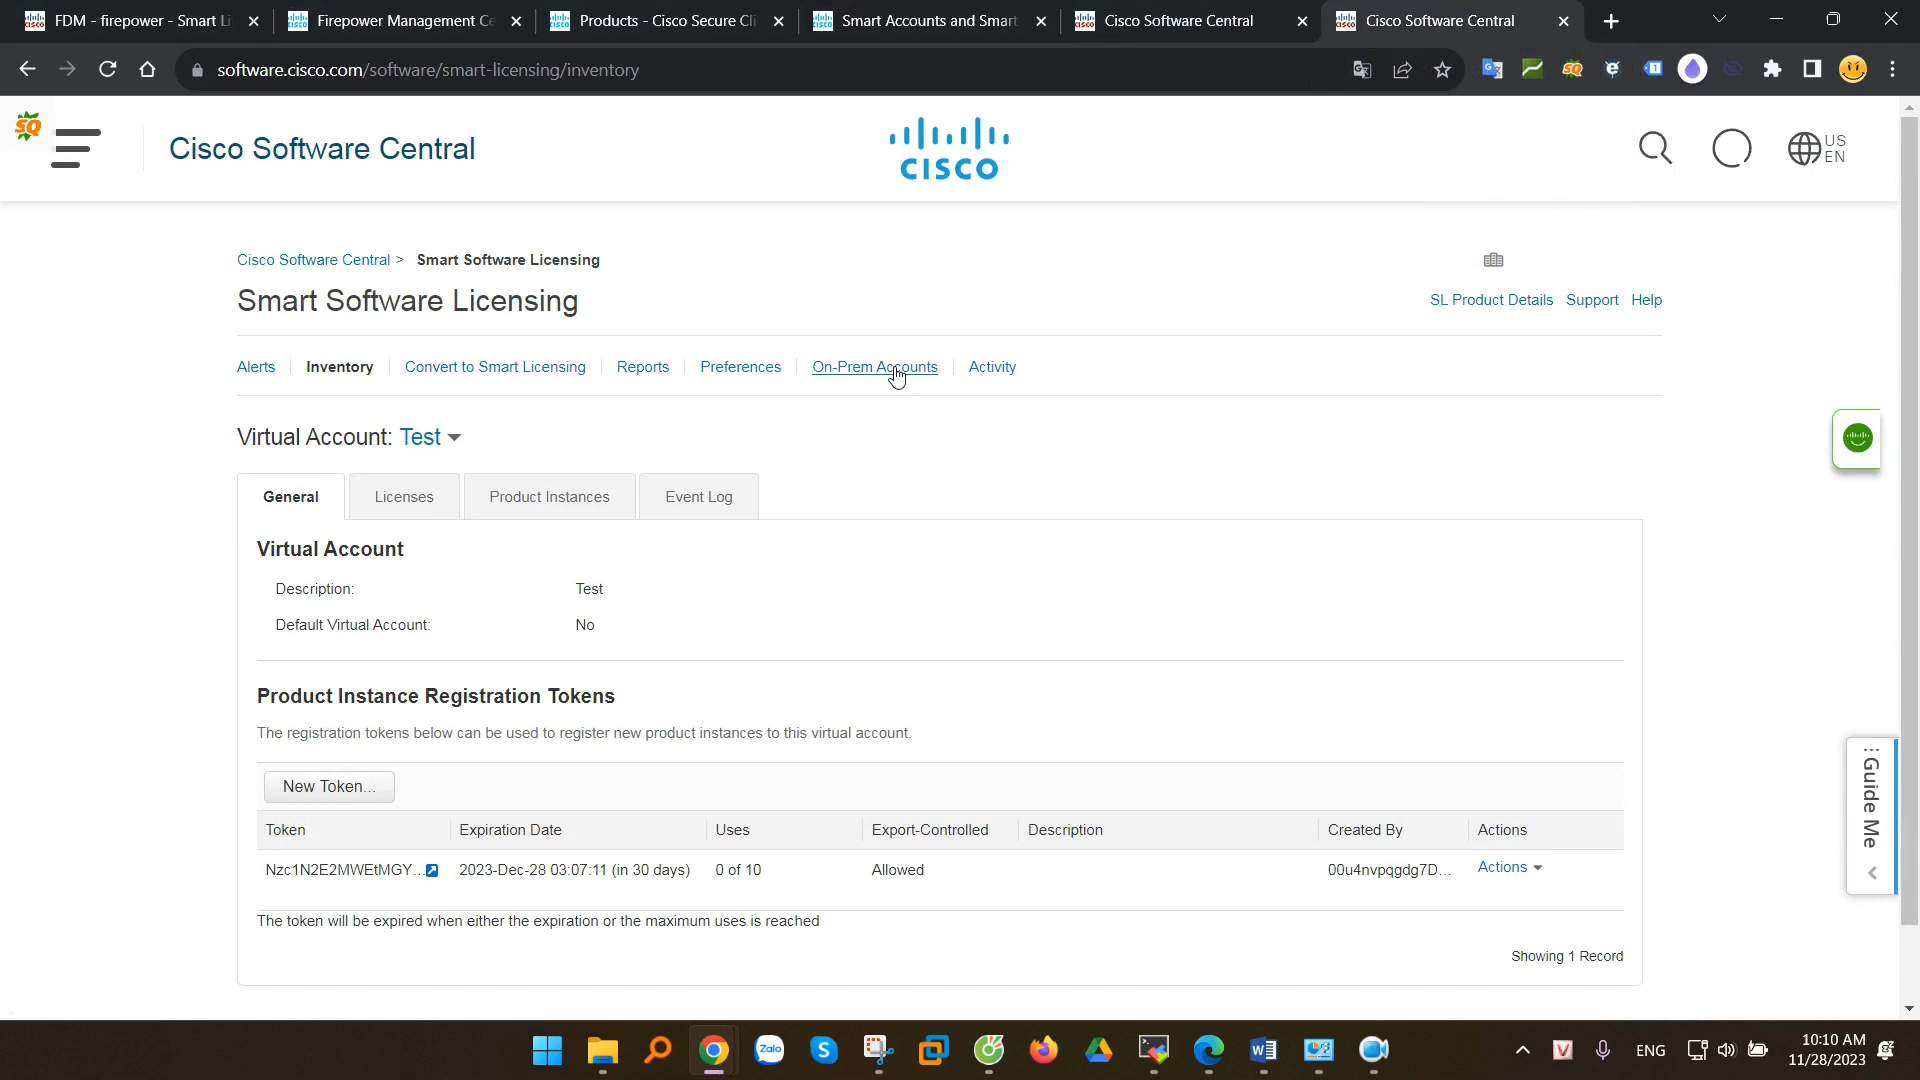 FDM - firepower - Smart Li
Firepower Management Ce
Products - Cisco Secure Cli
Smart Accounts and Smart
Cisco Software Central
Cisco Software Central
software.cisco.com/software/smart-licensing/inventory
SQ
Cisco Software Central
CISCO
US
EN
Cisco Software Central > Smart Software Licensing
Smart Software Licensing
SL Product Details Support Help
Alerts Inventory Convert to Smart Licensing Reports Preferences On-Prem Accounts Activity
Virtual Account: Test
General Licenses Product Instances Event Log
Virtual Account
Description: Test
Default Virtual Account: No
Product Instance Registration Tokens
The registration tokens below can be used to register new product instances to this virtual account.
New Token...
Token Expiration Date Uses Export-Controlled Description Created By Actions
Nzc1N2E2MWEtMGY... 2023-Dec-28 03:07:11 (in 30 days) 0 of 10 Allowed 00u4nvpqgdg7D... Actions
The token will be expired when either the expiration or the maximum uses is reached
Showing 1 Record
Guide Me
Zalo
ENG
10:10 AM
11/28/2023